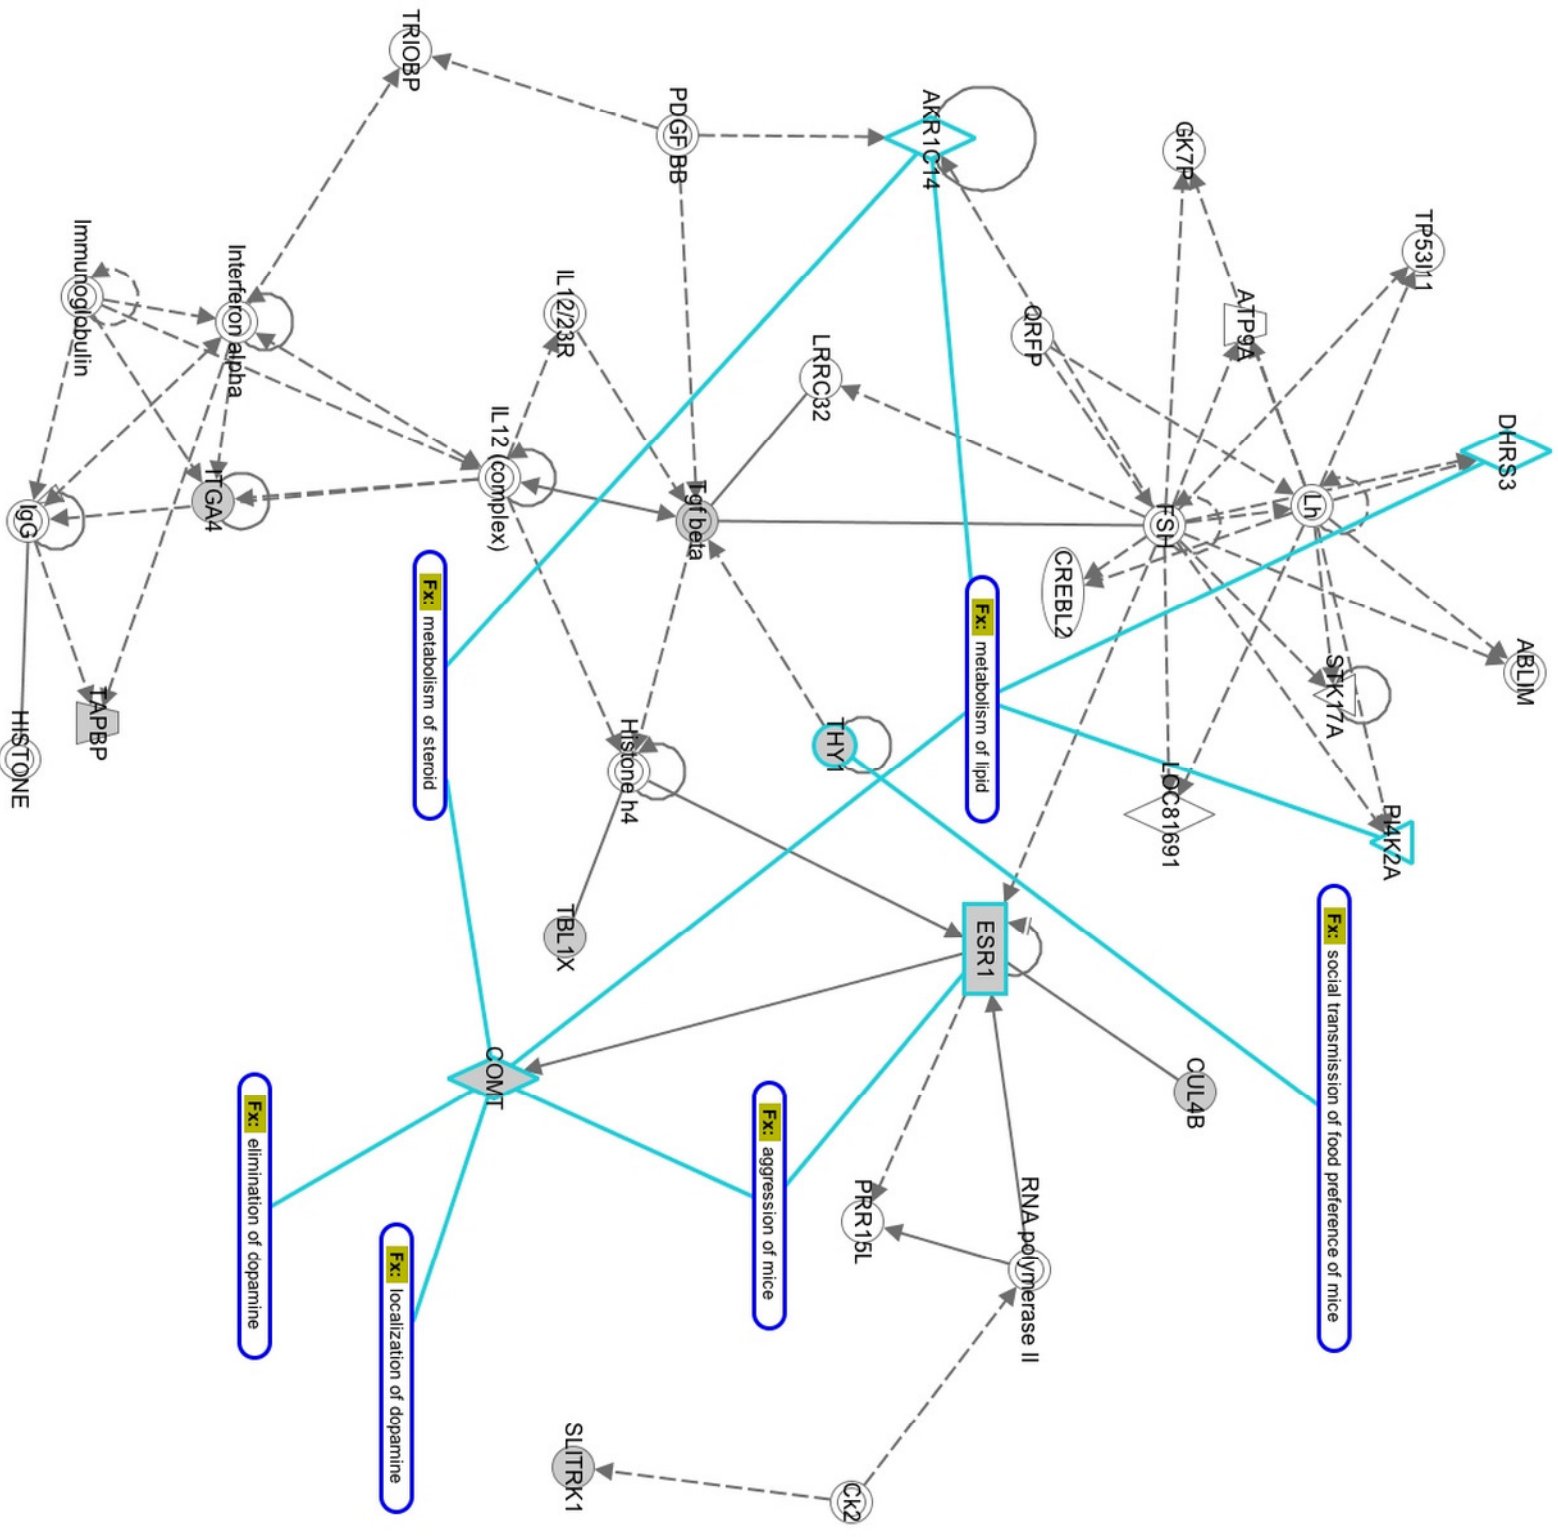 DHRS3
ABLIM
TP53I11
PI4K2A
STK17A
Lh
ATP9A
Fx: social transmission of food preference of mice
GK7P
FSH
LOC81691
CUL4B
CREBL2
QRFP
RNA polymerase II
ESR1
Fx: metabolism of lipid
AKR1C14
PRR15L
Ck2
THY1
LRRC32
Fx: aggression of mice
Tgf beta
PDGF BB
Histone h4
SLITRK1
TBL1X
IL12/23R
IL12 (complex)
COMT
Fx: metabolism of steroid
TRIOBP
Fx: localization of dopamine
Fx: elimination of dopamine
Interferon alpha
ITGA4
TAPBP
Immunoglobulin
IgG
HISTONE